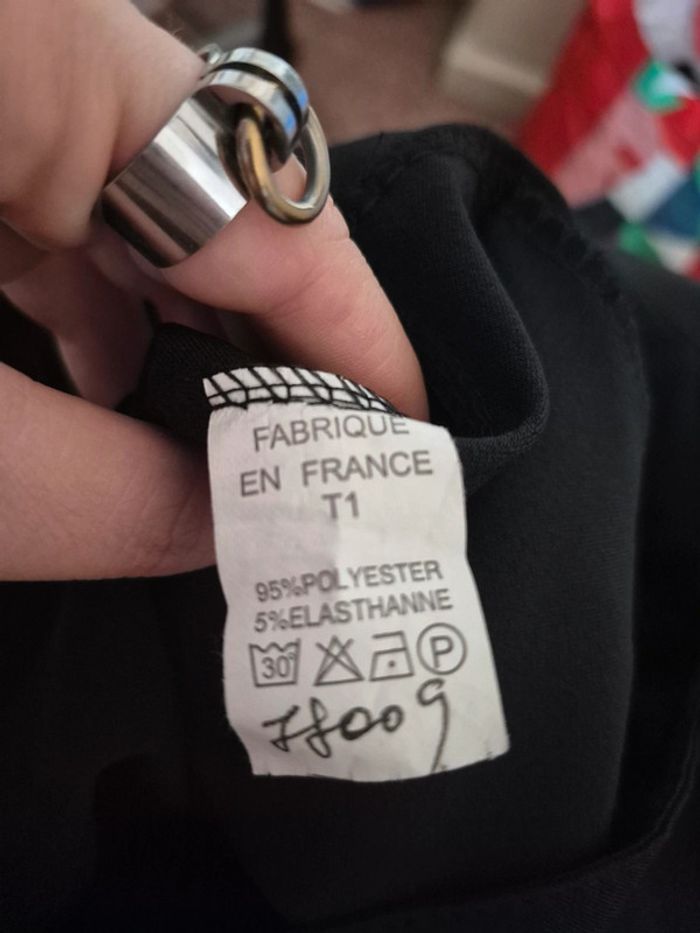 FABRIQUE
EN FRANCE
T1
95%POLYESTER
5%ELASTHANNE
30°
P